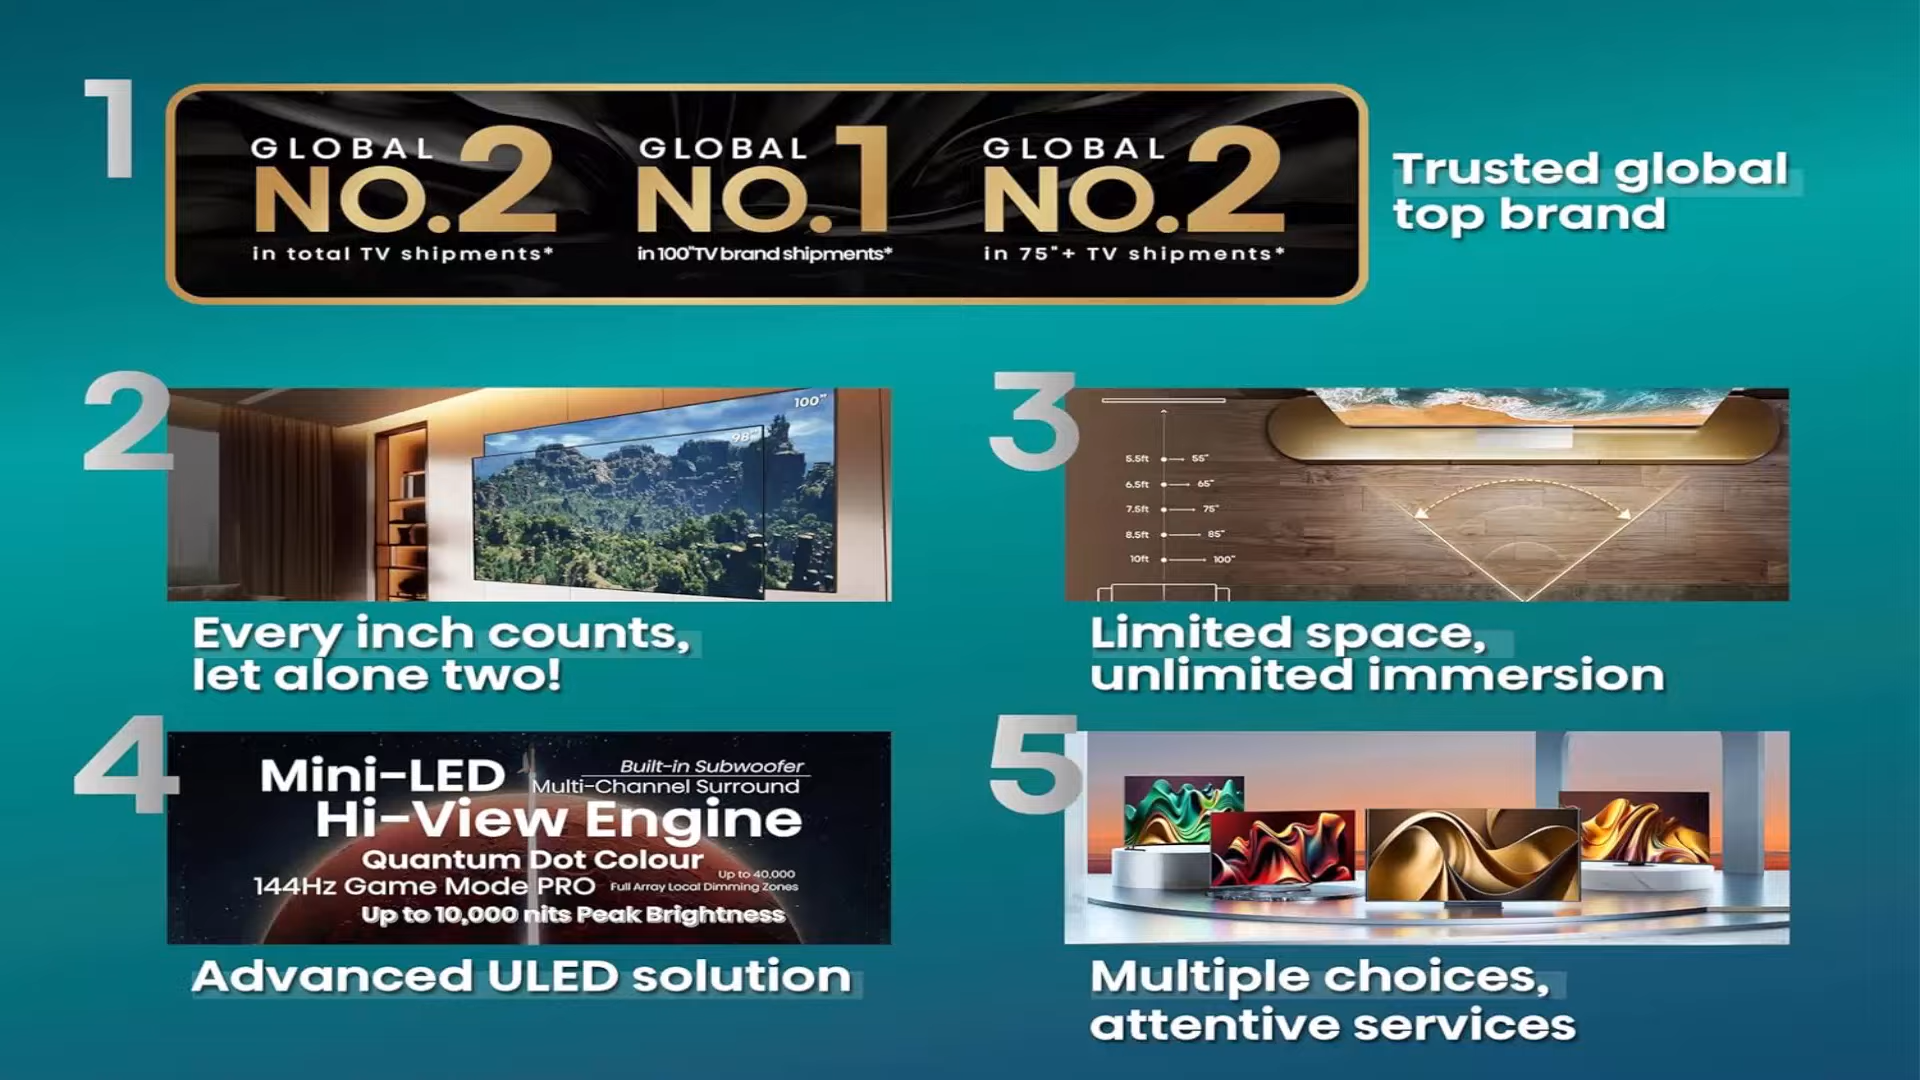 1
GLOBAL
NO.2
in total TV shipments*
GLOBAL
NO.1
in 100"TV brand shipments*
GLOBAL
NO.2
in 75"+ TV shipments*
Trusted global
top brand
2
100"
98"
Every inch counts,
let alone two!
3
5.5ft 55"
6.5ft 65"
7.5ft 75"
8.5ft 85"
10ft 100"
Limited space,
unlimited immersion
4
Mini-LED
Built-in Subwoofer
Multi-Channel Surround
Hi-View Engine
Quantum Dot Colour
144Hz Game Mode PRO
Up to 40,000
Full Array Local Dimming Zones
Up to 10,000 nits Peak Brightness
Advanced ULED solution
5
Multiple choices,
attentive services